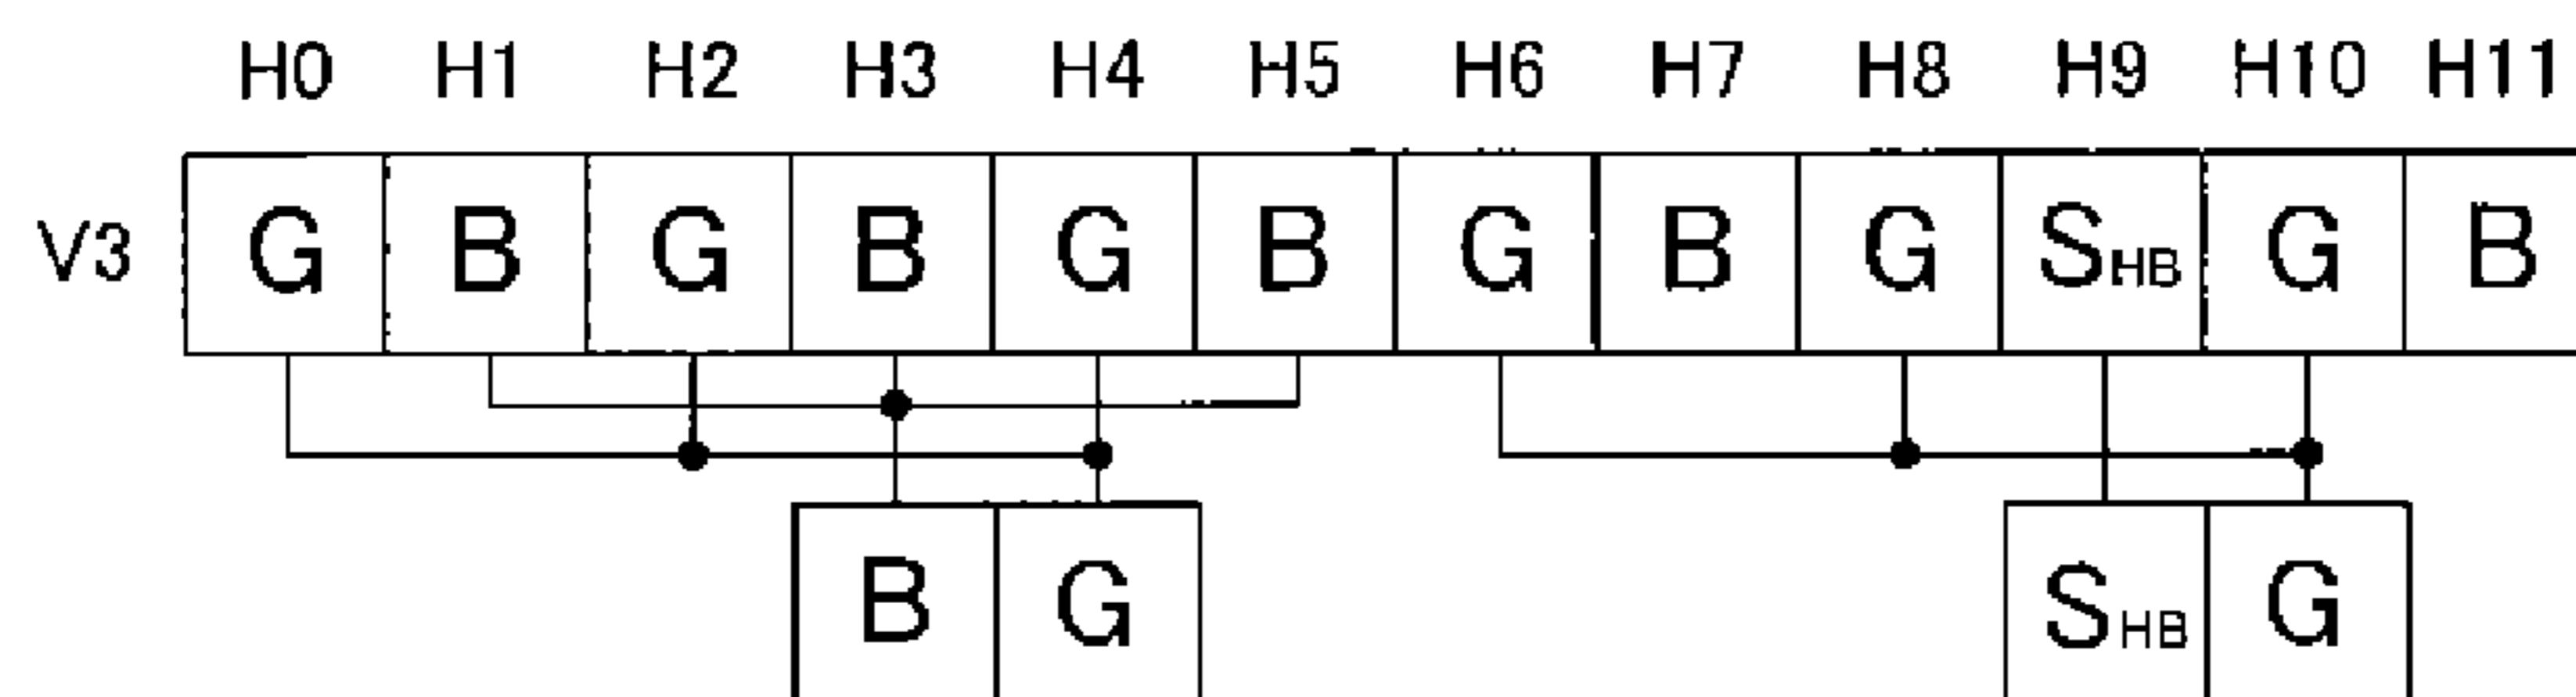 H0 H1 H2 H3 H4 H5 H6 H7 H8 H9 H10 H11
V3 G B G B G B G B G SHB G B
B G SHB G